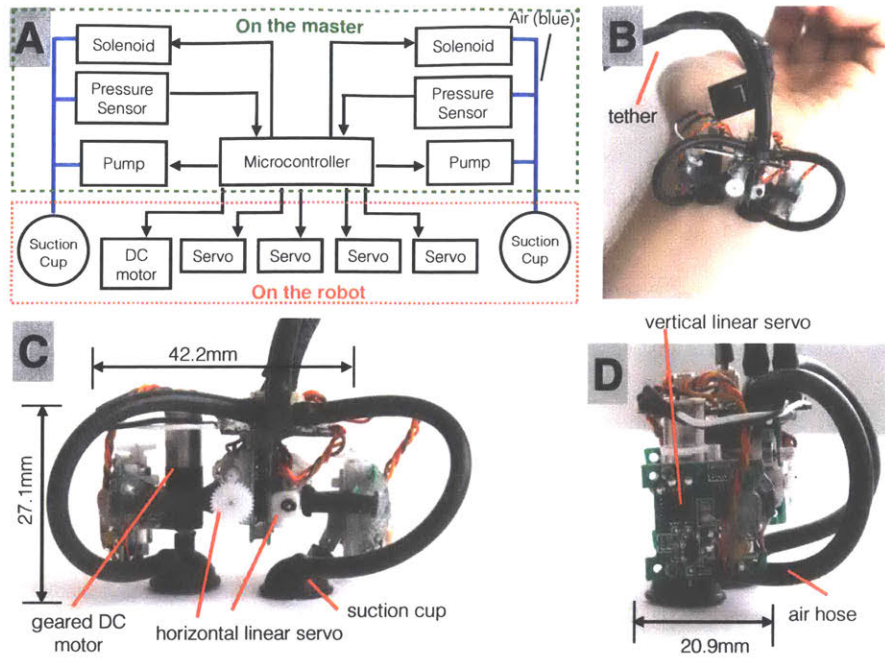 A
On the master
Air (blue)
Solenoid
Solenoid
Pressure
Sensor
Pressure
Sensor
Pump
Microcontroller
Pump
Suction
Cup
DC
motor
Servo
Servo
Servo
Servo
Suction
Cup
On the robot
B
tether
L
C
42.2mm
27.1mm
geared DC
motor
horizontal linear servo
suction cup
vertical linear servo
D
air hose
20.9mm